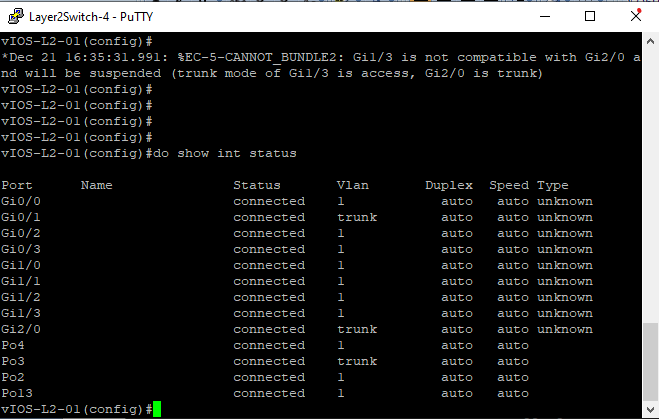 Layer2Switch-4 - PuTTY
vIOS-L2-01(config)#
*Dec 21 16:35:31.991: %EC-5-CANNOT_BUNDLE2: Gi1/3 is not compatible with Gi2/0 a
nd will be suspended (trunk mode of Gi1/3 is access, Gi2/0 is trunk)
vIOS-L2-01(config)#
vIOS-L2-01(config)#
vIOS-L2-01(config)#
vIOS-L2-01(config)#
vIOS-L2-01(config)#do show int status
Port Name Status Vlan Duplex Speed Type
Gi0/0 connected 1 auto auto unknown
Gi0/1 connected trunk auto auto unknown
Gi0/2 connected 1 auto auto unknown
Gi0/3 connected 1 auto auto unknown
Gi1/0 connected 1 auto auto unknown
Gi1/1 connected 1 auto auto unknown
Gi1/2 connected 1 auto auto unknown
Gi1/3 connected 1 auto auto unknown
Gi2/0 connected trunk auto auto unknown
Po4 connected 1 auto auto
Po3 connected trunk auto auto
Po2 connected 1 auto auto
Po13 connected 1 auto auto
vIOS-L2-01(config)#